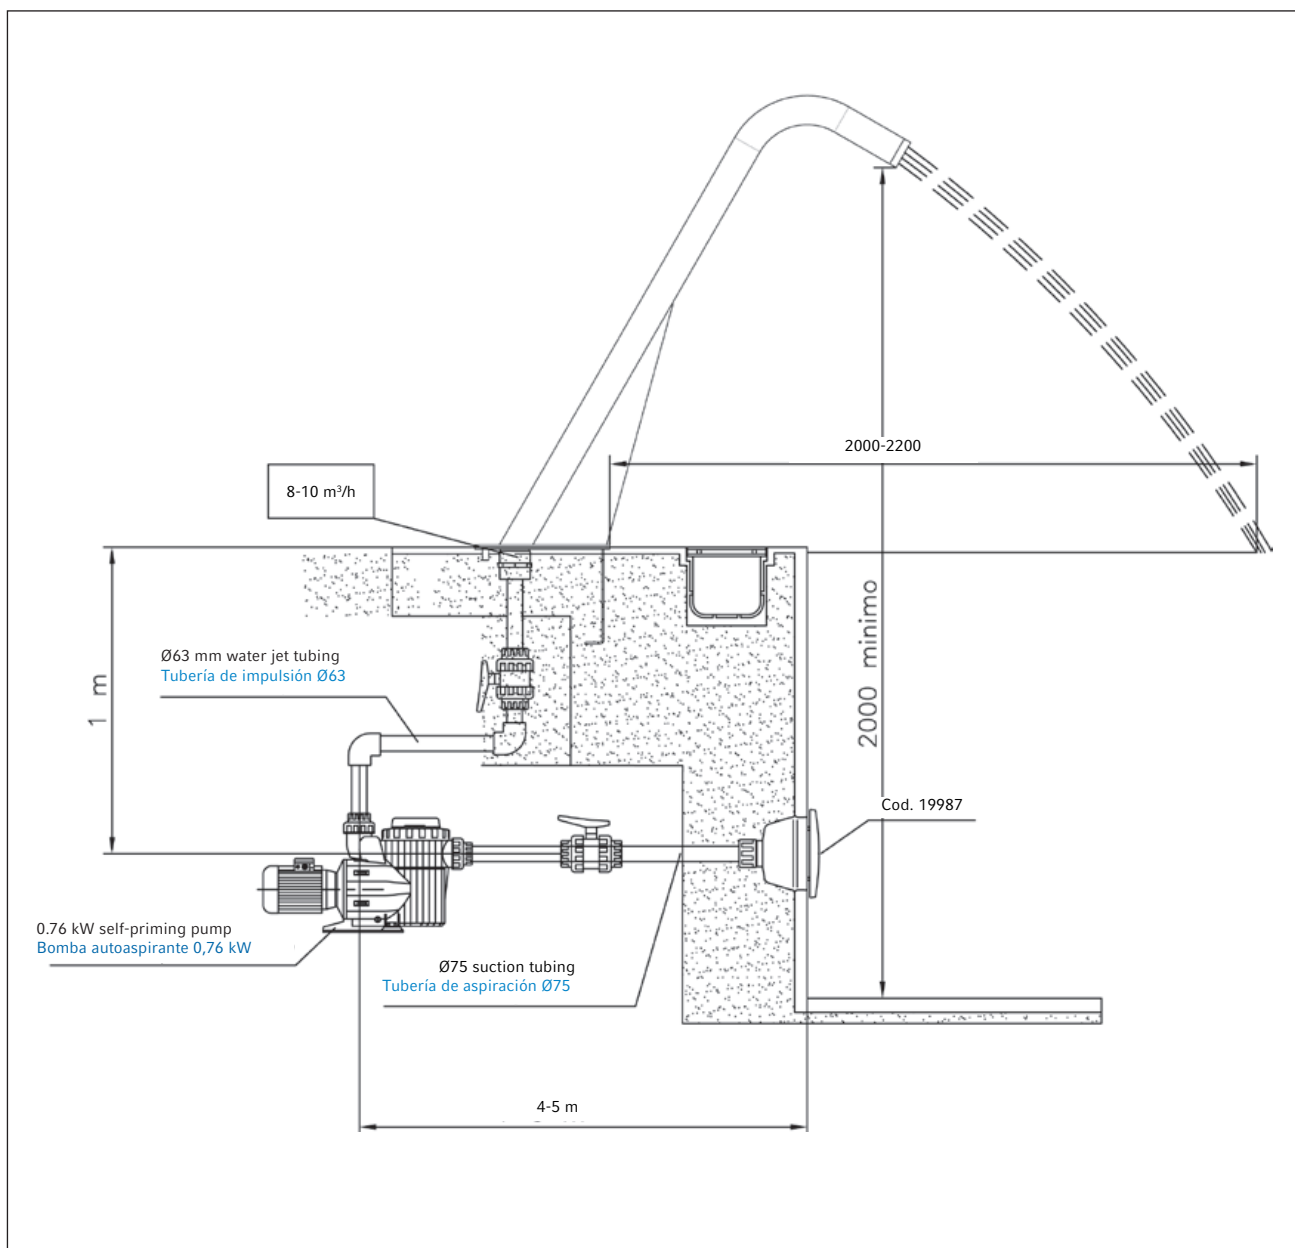 2000-2200
8-10 m³/h
Ø63 mm water jet tubing
Tubería de impulsión Ø63
1 m
2000 minimo
Cod. 19987
0.76 kW self-priming pump
Bomba autoaspirante 0,76 kW
Ø75 suction tubing
Tubería de aspiración Ø75
4-5 m